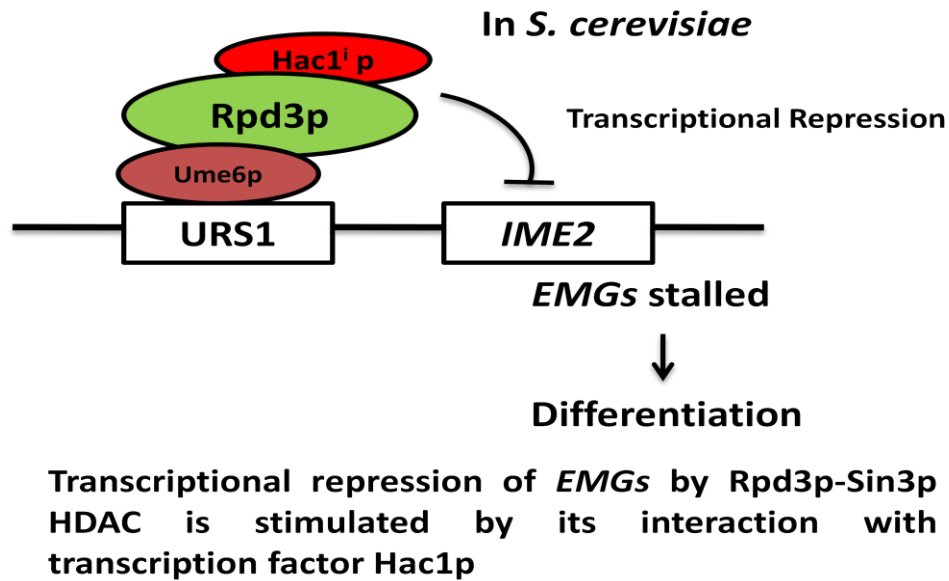 In S. cerevisiae
Hac1ⁱ p
Rpd3p
Transcriptional Repression
Ume6p
URS1
IME2
EMGs stalled
Differentiation
Transcriptional repression of EMGs by Rpd3p-Sin3p
HDAC is stimulated by its interaction with
transcription factor Hac1p